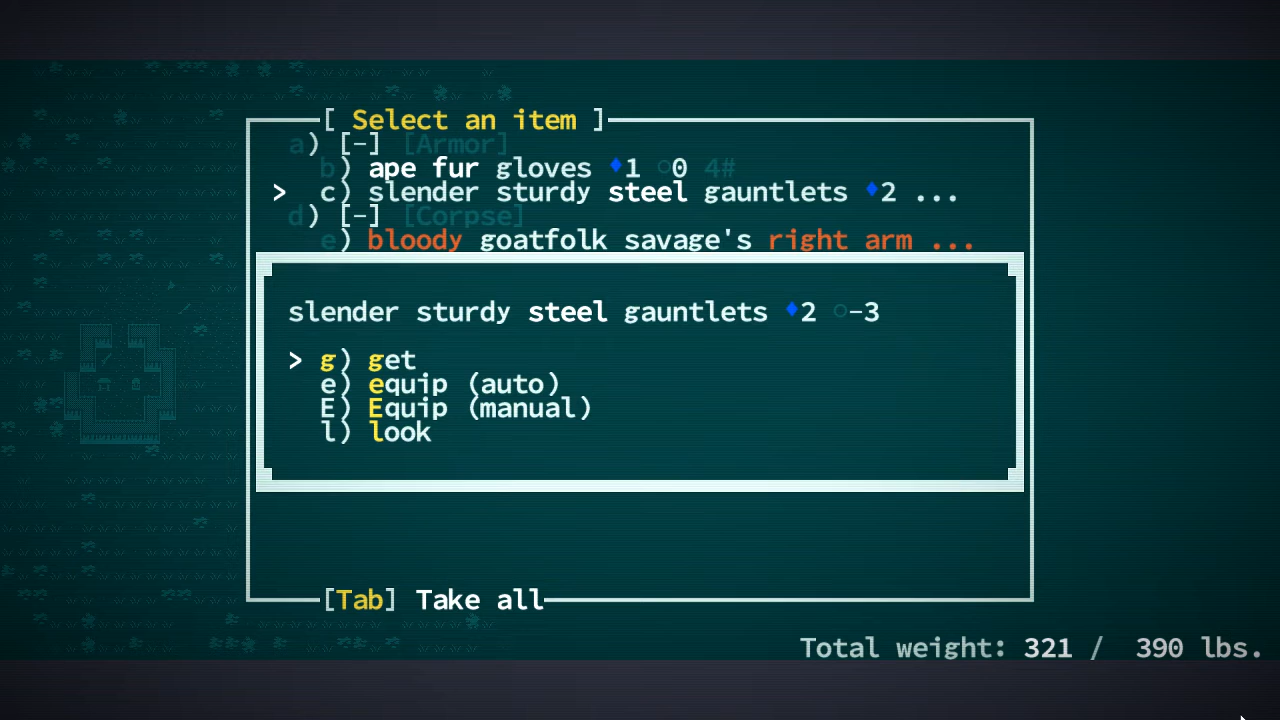 [ Select an item ]
a) [-] [Armor]
b) ape fur gloves ♦1 ○0 4#
> c) slender sturdy steel gauntlets ♦2 ...
d) [-] [Corpse]
e) bloody goatfolk savage's right arm ...
slender sturdy steel gauntlets ♦2 ○-3
> g) get
e) equip (auto)
E) Equip (manual)
l) look
[Tab] Take all
Total weight: 321 / 390 lbs.